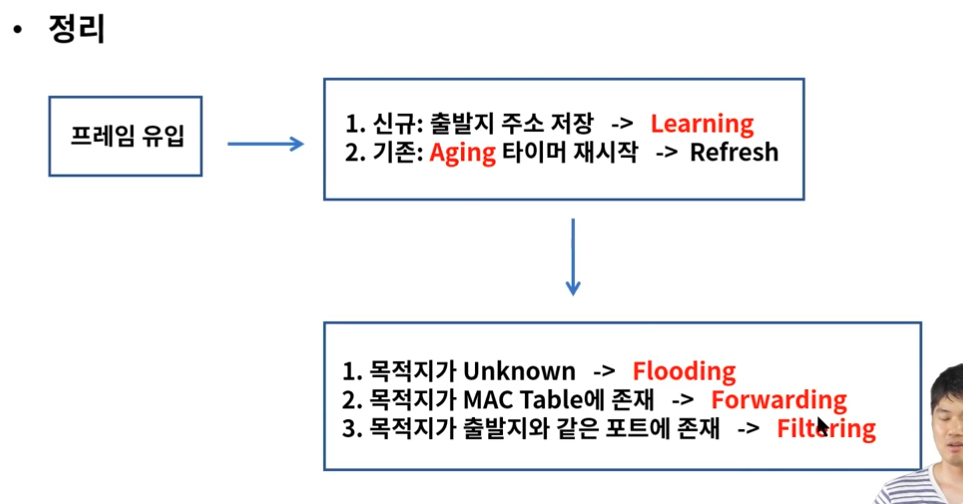 • 정리
프레임 유입
1. 신규: 출발지 주소 저장 -> Learning
2. 기존: Aging 타이머 재시작 -> Refresh
1. 목적지가 Unknown -> Flooding
2. 목적지가 MAC Table에 존재 -> Forwarding
3. 목적지가 출발지와 같은 포트에 존재 -> Filtering